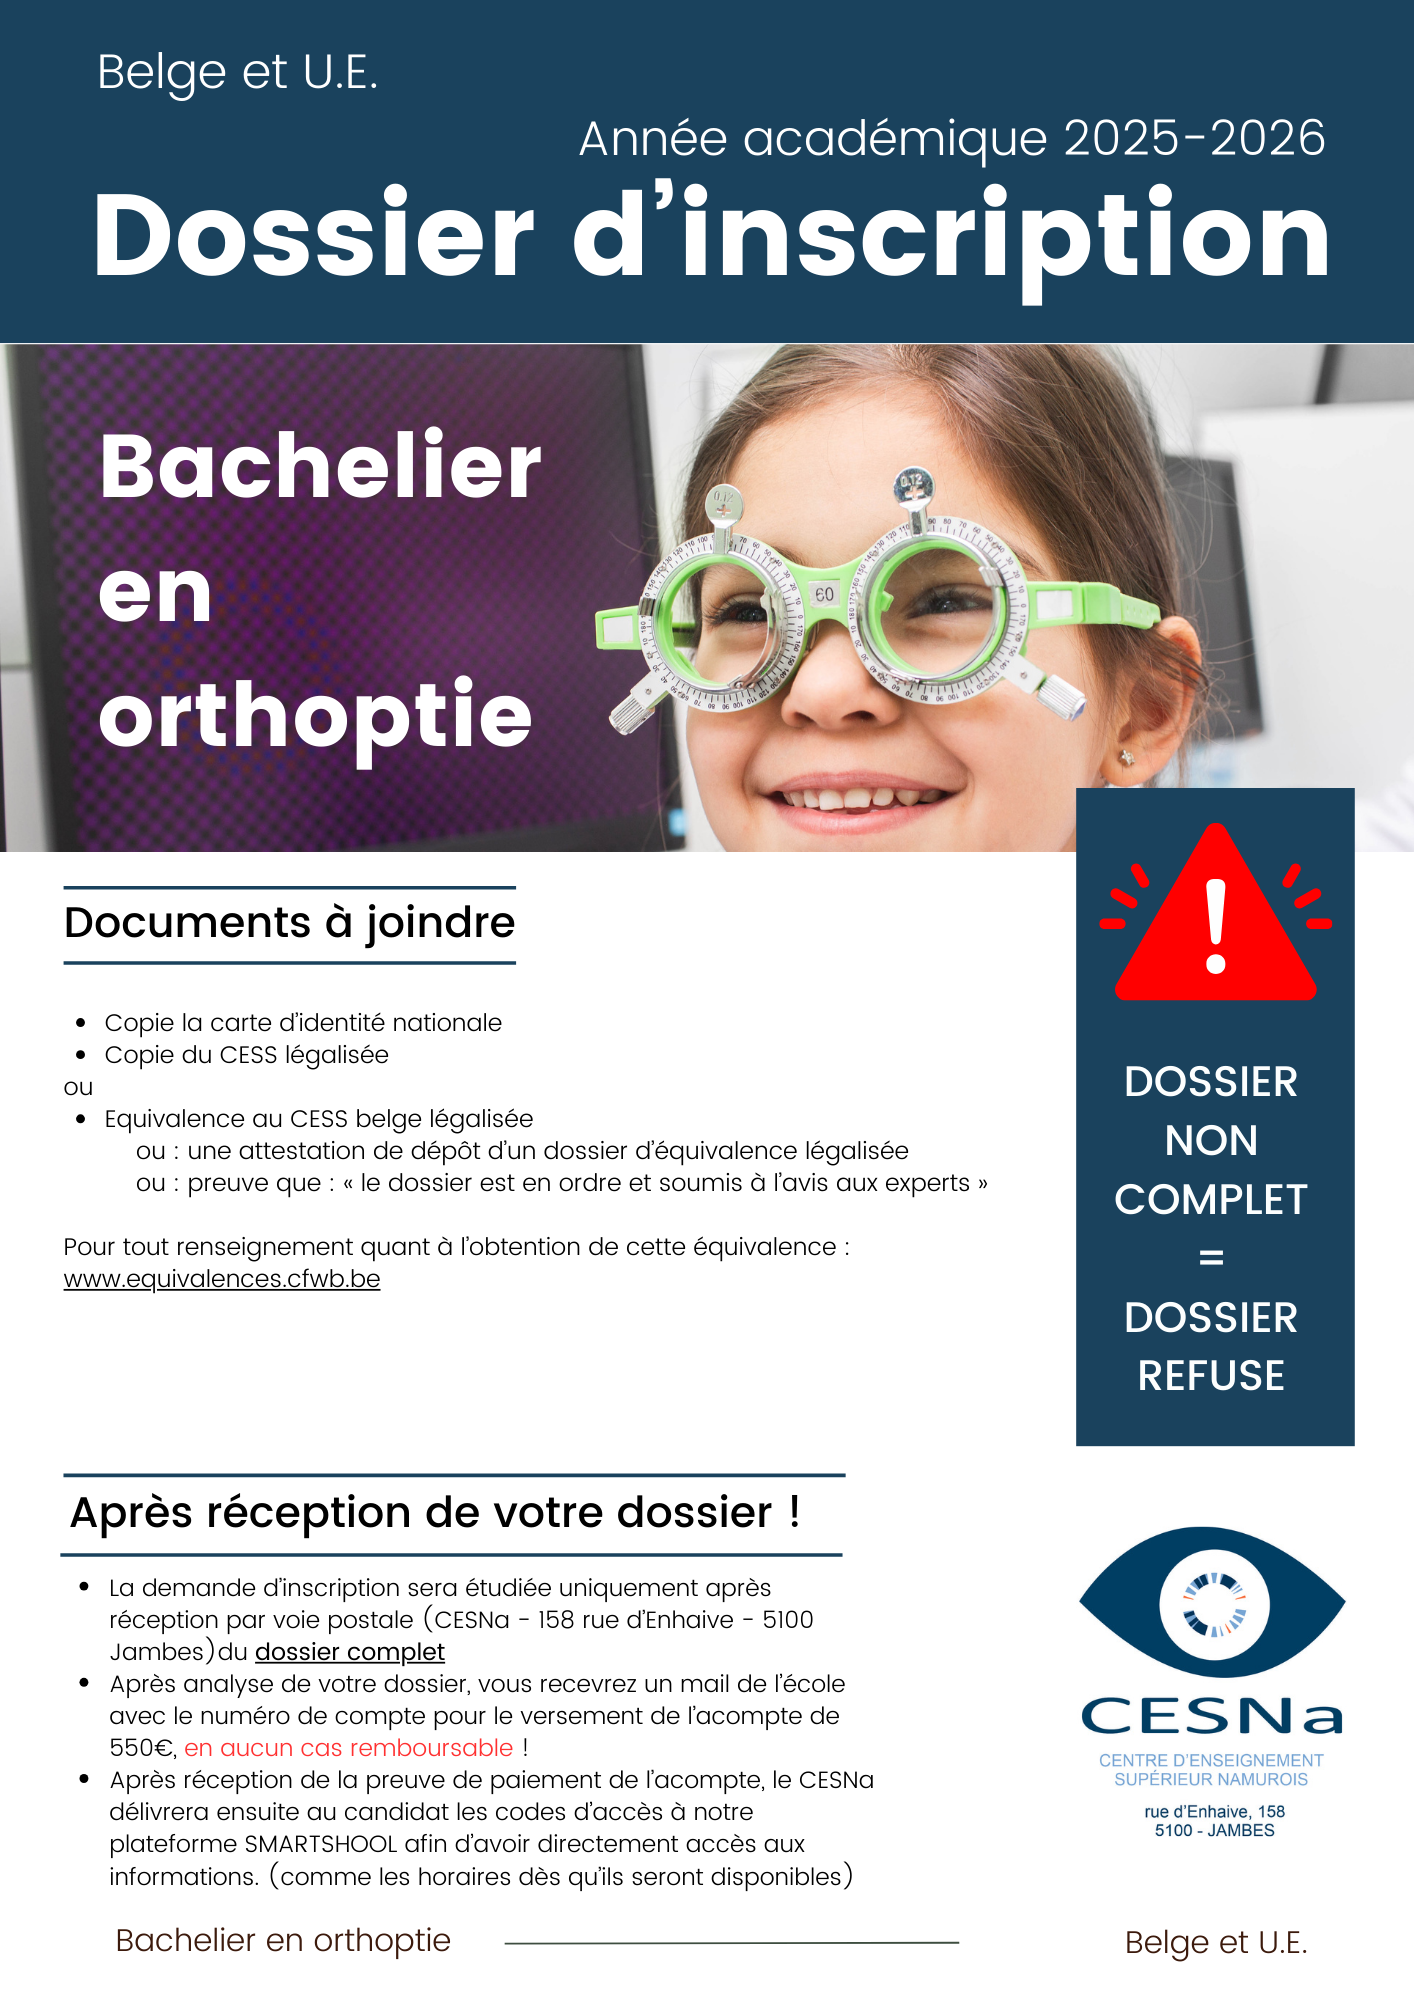 Belge et U.E.
Année académique 2025-2026
Dossier d’inscription
Bachelier
en
orthoptie
0.12
+
0.12
+
60
Documents à joindre
• Copie la carte d’identité nationale
• Copie du CESS légalisée
ou
• Equivalence au CESS belge légalisée
ou : une attestation de dépôt d’un dossier d’équivalence légalisée
ou : preuve que : « le dossier est en ordre et soumis à l’avis aux experts »
Pour tout renseignement quant à l’obtention de cette équivalence :
www.equivalences.cfwb.be
!
DOSSIER
NON
COMPLET
=
DOSSIER
REFUSE
Après réception de votre dossier !
• La demande d’inscription sera étudiée uniquement après
réception par voie postale (CESNa - 158 rue d’Enhaive - 5100
Jambes)du dossier complet
• Après analyse de votre dossier, vous recevrez un mail de l’école
avec le numéro de compte pour le versement de l’acompte de
550€, en aucun cas remboursable !
• Après réception de la preuve de paiement de l’acompte, le CESNa
délivrera ensuite au candidat les codes d’accès à notre
plateforme SMARTSHOOL afin d’avoir directement accès aux
informations. (comme les horaires dès qu’ils seront disponibles)
CESNa
CENTRE D’ENSEIGNEMENT
SUPÉRIEUR NAMUROIS
rue d’Enhaive, 158
5100 - JAMBES
Bachelier en orthoptie
Belge et U.E.